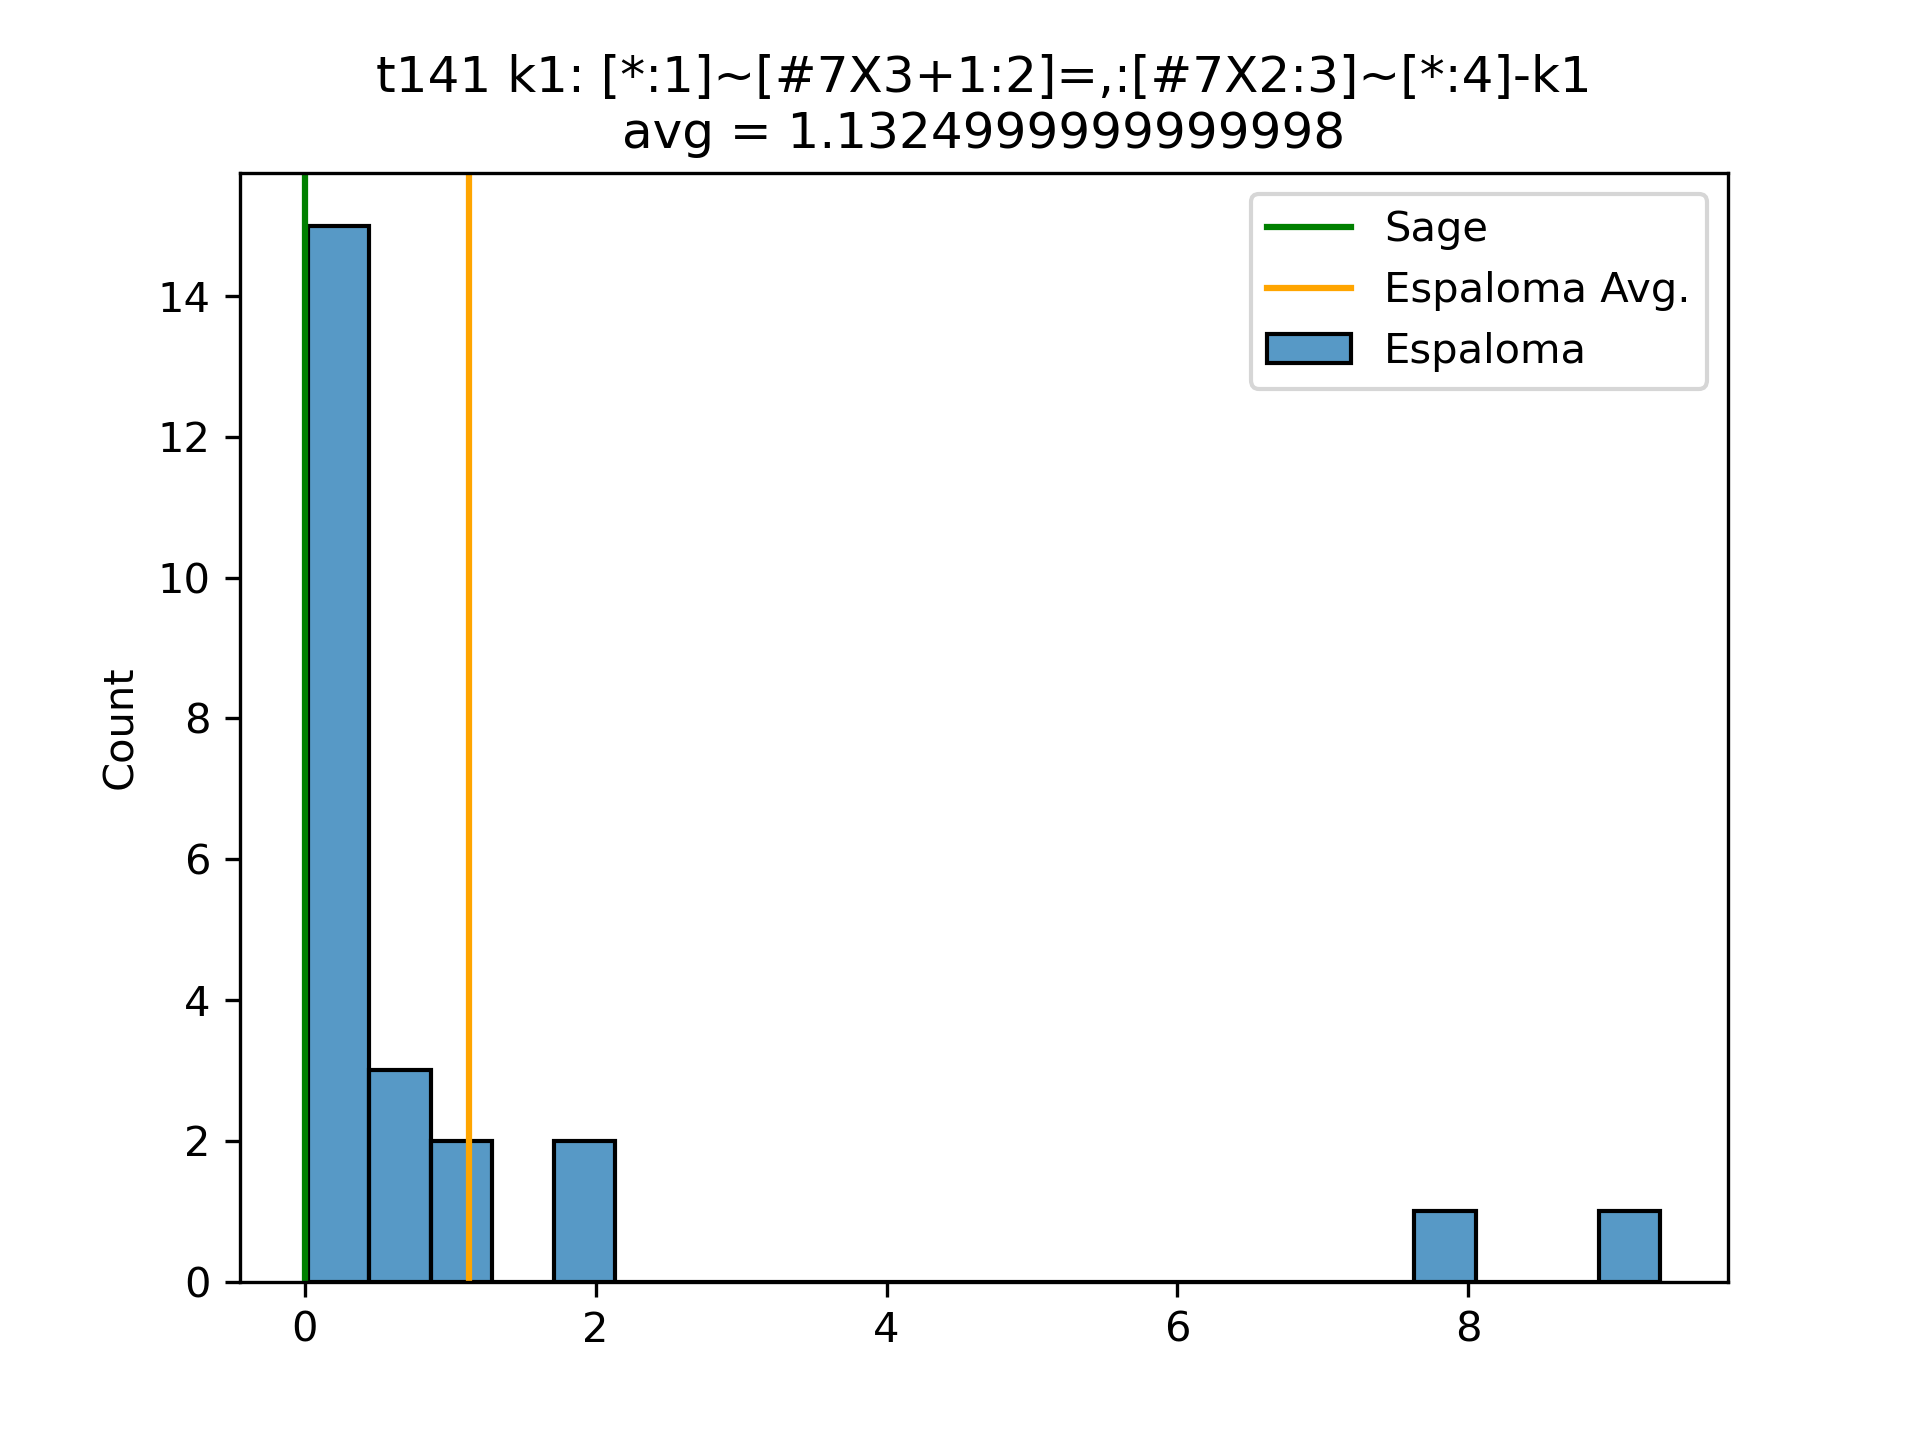 t141 k1: [*:1]~[#7X3+1:2]=,:[#7X2:3]~[*:4]-k1
avg = 1.1324999999999998
Sage
Espaloma Avg.
Espaloma
Count
14
12
10
8
6
4
2
0
0 2 4 6 8